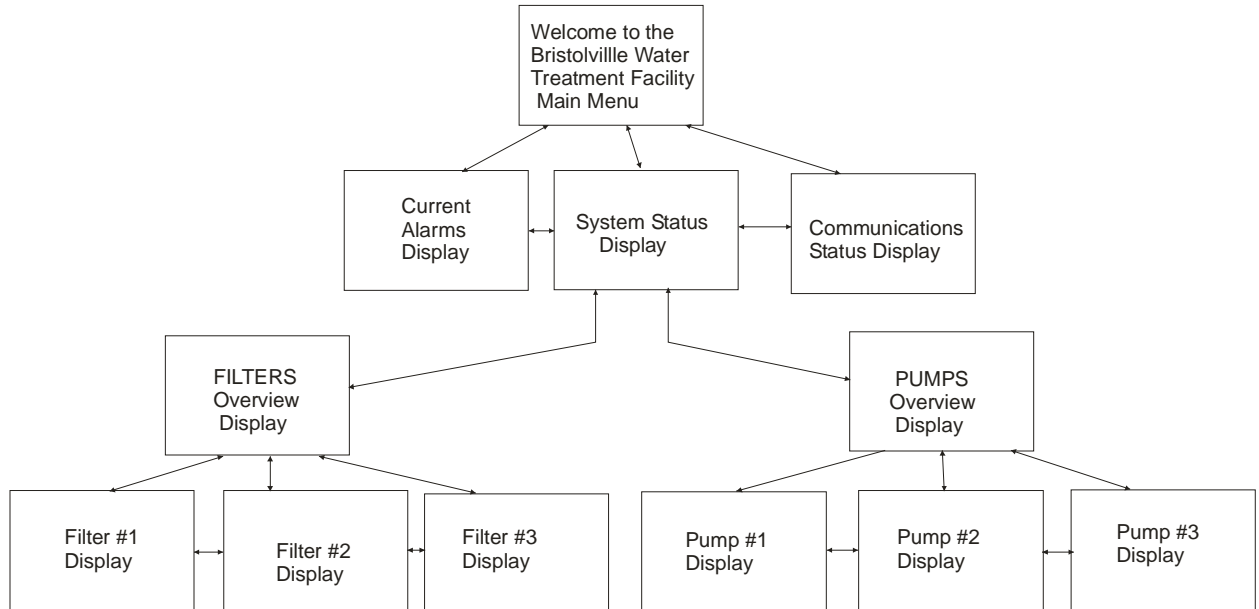 Welcome to the
Bristolvillle Water
Treatment Facility
Main Menu
Current
Alarms
Display
System Status
Display
Communications
Status Display
FILTERS
Overview
Display
PUMPS
Overview
Display
Filter #1
Display
Filter #2
Display
Filter #3
Display
Pump #1
Display
Pump #2
Display
Pump #3
Display